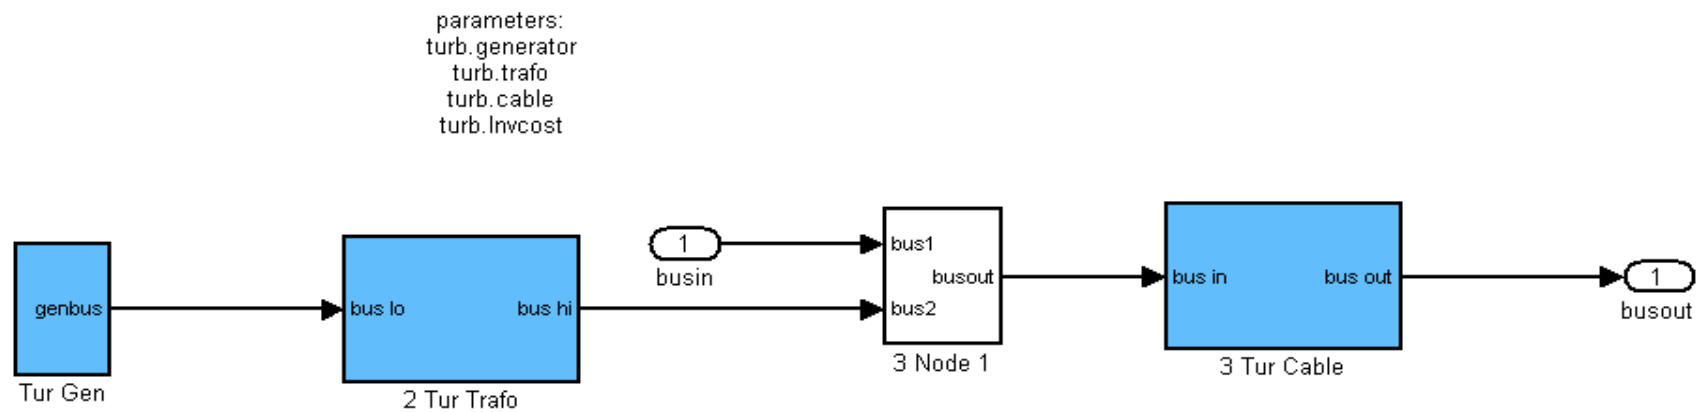 parameters:
turb.generator
turb.trafo
turb.cable
turb.Invcost
genbus
Tur Gen
bus lo
bus hi
2 Tur Trafo
1
busin
bus1
busout
bus2
3 Node 1
bus in
bus out
3 Tur Cable
1
busout